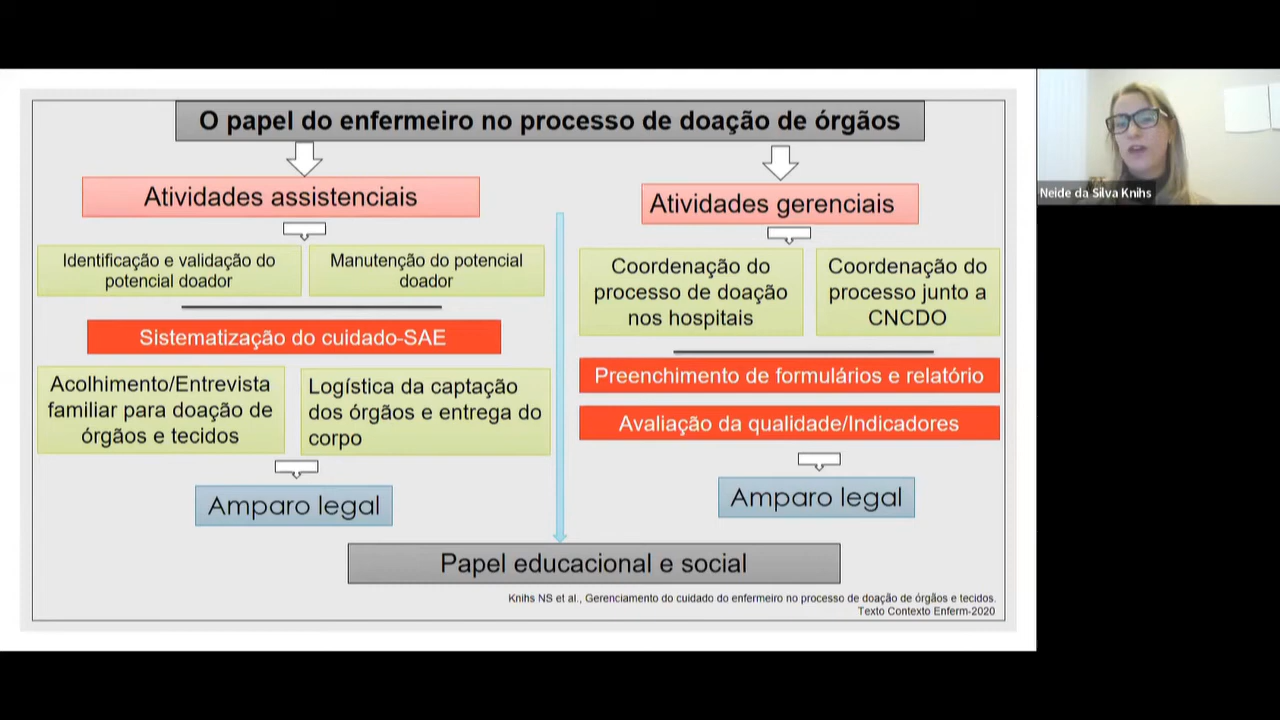 O papel do enfermeiro no processo de doação de órgãos
Atividades assistenciais
Identificação e validação do
potencial doador
Manutenção do potencial
doador
Sistematização do cuidado-SAE
Acolhimento/Entrevista
familiar para doação de
órgãos e tecidos
Logística da captação
dos órgãos e entrega do
corpo
Amparo legal
Atividades gerenciais
Coordenação do
processo de doação
nos hospitais
Coordenação do
processo junto a
CNCDO
Preenchimento de formulários e relatório
Avaliação da qualidade/Indicadores
Amparo legal
Papel educacional e social
Knihs NS et al., Gerenciamento do cuidado do enfermeiro no processo de doação de órgãos e tecidos.
Texto Contexto Enferm-2020
Neide da Silva Knihs